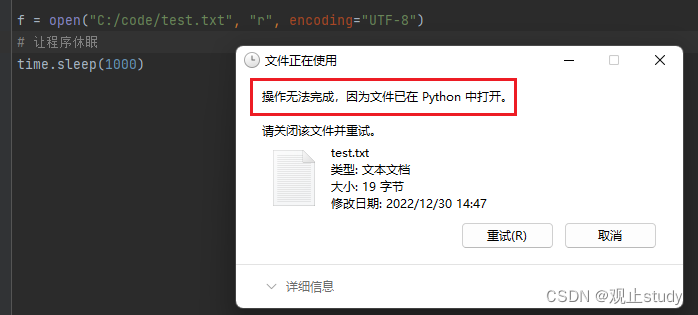 f = open("C:/code/test.txt", "r", encoding="UTF-8")
# 让程序休眠
time.sleep(1000)
文件正在使用
操作无法完成，因为文件已在 Python 中打开。
请关闭该文件并重试。
test.txt
类型: 文本文档
大小: 19 字节
修改日期: 2022/12/30 14:47
重试(R) 取消
详细信息
CSDN @观止study